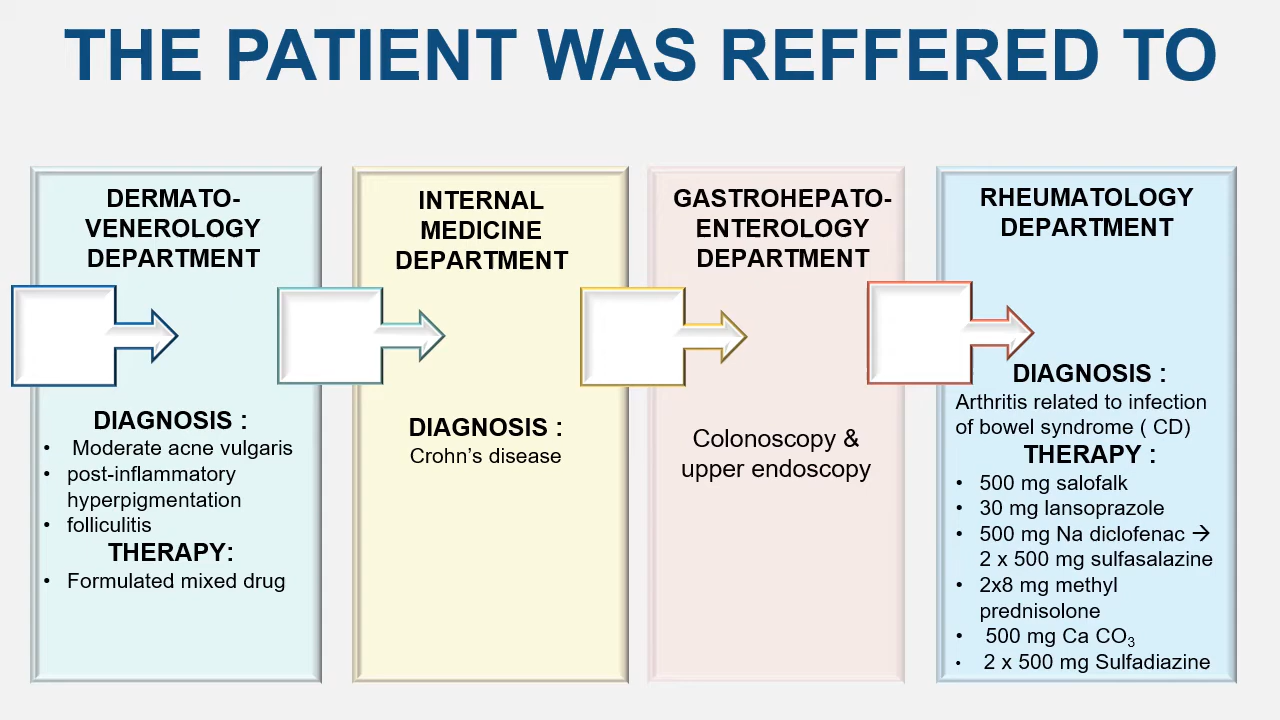 THE PATIENT WAS REFFERED TO
DERMATO-
VENEROLOGY
DEPARTMENT
DIAGNOSIS :
• Moderate acne vulgaris
• post-inflammatory
hyperpigmentation
• folliculitis
THERAPY:
• Formulated mixed drug
INTERNAL
MEDICINE
DEPARTMENT
DIAGNOSIS :
Crohn’s disease
GASTROHEPATO-
ENTEROLOGY
DEPARTMENT
Colonoscopy &
upper endoscopy
RHEUMATOLOGY
DEPARTMENT
DIAGNOSIS :
Arthritis related to infection
of bowel syndrome ( CD)
THERAPY :
• 500 mg salofalk
• 30 mg lansoprazole
• 500 mg Na diclofenac →
2 x 500 mg sulfasalazine
• 2x8 mg methyl
prednisolone
• 500 mg Ca CO₃
• 2 x 500 mg Sulfadiazine